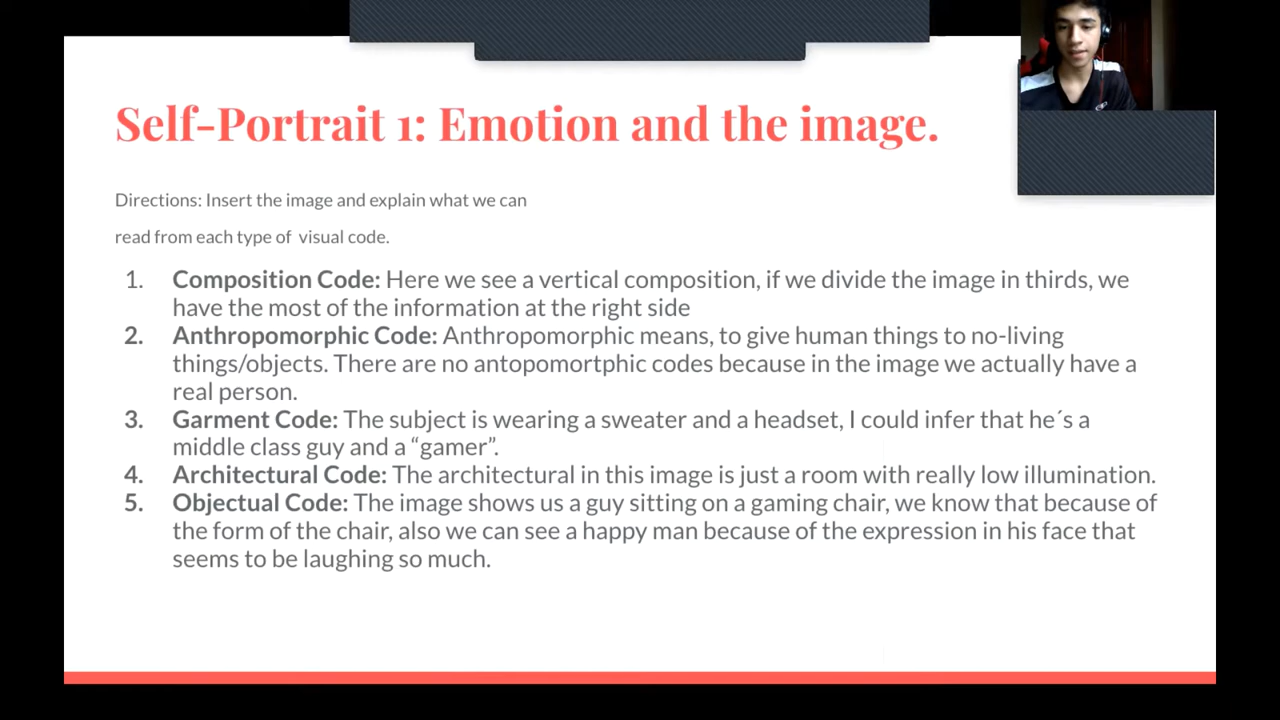 Self-Portrait 1: Emotion and the image.
Directions: Insert the image and explain what we can
read from each type of visual code.
1. Composition Code: Here we see a vertical composition, if we divide the image in thirds, we
have the most of the information at the right side
2. Anthropomorphic Code: Anthropomorphic means, to give human things to no-living
things/objects. There are no antopomortphic codes because in the image we actually have a
real person.
3. Garment Code: The subject is wearing a sweater and a headset, I could infer that he´s a
middle class guy and a “gamer”.
4. Architectural Code: The architectural in this image is just a room with really low illumination.
5. Objectual Code: The image shows us a guy sitting on a gaming chair, we know that because of
the form of the chair, also we can see a happy man because of the expression in his face that
seems to be laughing so much.